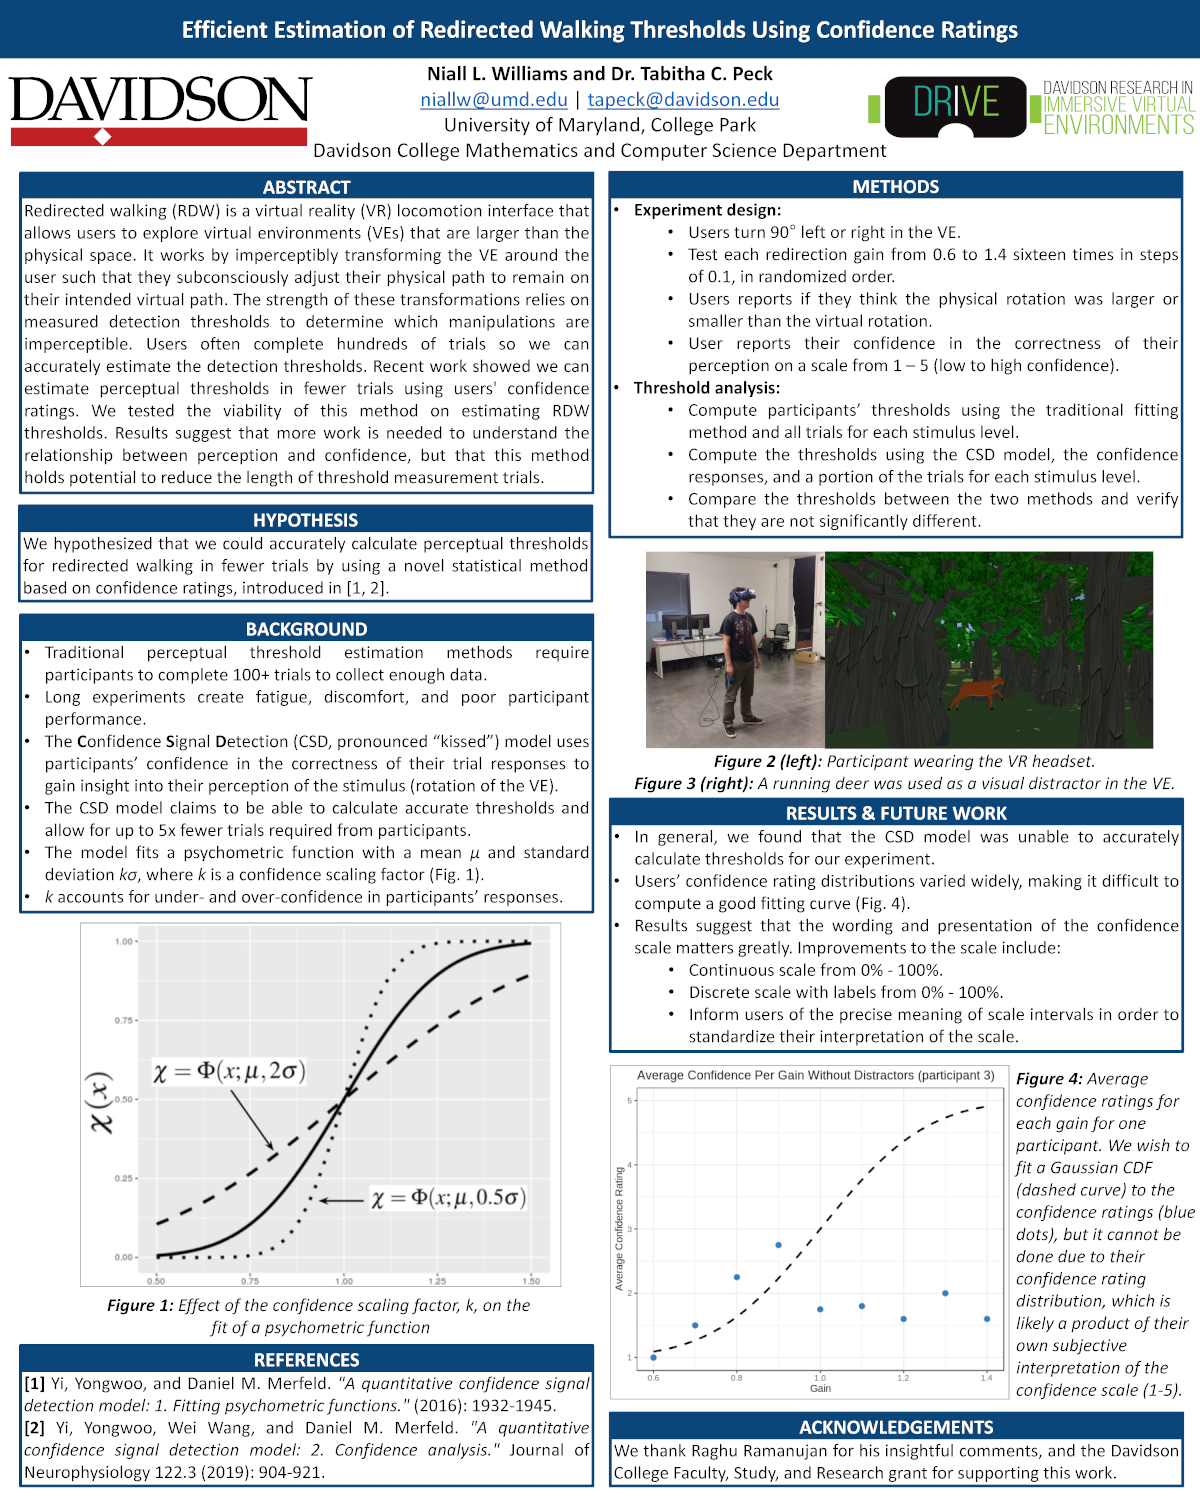 Efficient Estimation of Redirected Walking Thresholds Using Confidence Ratings
DAVIDSON
Niall L. Williams and Dr. Tabitha C. Peck
niallw@umd.edu | tapeck@davidson.edu
University of Maryland, College Park
Davidson College Mathematics and Computer Science Department
DRIVE
DAVIDSON RESEARCH IN
IMMERSIVE VIRTUAL
ENVIRONMENTS
ABSTRACT
Redirected walking (RDW) is a virtual reality (VR) locomotion interface that
allows users to explore virtual environments (VEs) that are larger than the
physical space. It works by imperceptibly transforming the VE around the
user such that they subconsciously adjust their physical path to remain on
their intended virtual path. The strength of these transformations relies on
measured detection thresholds to determine which manipulations are
imperceptible. Users often complete hundreds of trials so we can
accurately estimate the detection thresholds. Recent work showed we can
estimate perceptual thresholds in fewer trials using users' confidence
ratings. We tested the viability of this method on estimating RDW
thresholds. Results suggest that more work is needed to understand the
relationship between perception and confidence, but that this method
holds potential to reduce the length of threshold measurement trials.
HYPOTHESIS
We hypothesized that we could accurately calculate perceptual thresholds
for redirected walking in fewer trials by using a novel statistical method
based on confidence ratings, introduced in [1, 2].
BACKGROUND
• Traditional perceptual threshold estimation methods require
participants to complete 100+ trials to collect enough data.
• Long experiments create fatigue, discomfort, and poor participant
performance.
• The Confidence Signal Detection (CSD, pronounced “kissed”) model uses
participants’ confidence in the correctness of their trial responses to
gain insight into their perception of the stimulus (rotation of the VE).
• The CSD model claims to be able to calculate accurate thresholds and
allow for up to 5x fewer trials required from participants.
• The model fits a psychometric function with a mean μ and standard
deviation kσ, where k is a confidence scaling factor (Fig. 1).
• k accounts for under- and over-confidence in participants’ responses.
χ(x)
1.00
0.75
0.50
0.25
0.00
χ = Φ(x; μ, 2σ)
χ = Φ(x; μ, 0.5σ)
0.50 0.75 1.00 1.25 1.50
Figure 1: Effect of the confidence scaling factor, k, on the
fit of a psychometric function
REFERENCES
[1] Yi, Yongwoo, and Daniel M. Merfeld. "A quantitative confidence signal
detection model: 1. Fitting psychometric functions." (2016): 1932-1945.
[2] Yi, Yongwoo, Wei Wang, and Daniel M. Merfeld. "A quantitative
confidence signal detection model: 2. Confidence analysis." Journal of
Neurophysiology 122.3 (2019): 904-921.
METHODS
• Experiment design:
• Users turn 90° left or right in the VE.
• Test each redirection gain from 0.6 to 1.4 sixteen times in steps
of 0.1, in randomized order.
• Users reports if they think the physical rotation was larger or
smaller than the virtual rotation.
• User reports their confidence in the correctness of their
perception on a scale from 1 – 5 (low to high confidence).
• Threshold analysis:
• Compute participants’ thresholds using the traditional fitting
method and all trials for each stimulus level.
• Compute the thresholds using the CSD model, the confidence
responses, and a portion of the trials for each stimulus level.
• Compare the thresholds between the two methods and verify
that they are not significantly different.
Figure 2 (left): Participant wearing the VR headset.
Figure 3 (right): A running deer was used as a visual distractor in the VE.
RESULTS & FUTURE WORK
• In general, we found that the CSD model was unable to accurately
calculate thresholds for our experiment.
• Users’ confidence rating distributions varied widely, making it difficult to
compute a good fitting curve (Fig. 4).
• Results suggest that the wording and presentation of the confidence
scale matters greatly. Improvements to the scale include:
• Continuous scale from 0% - 100%.
• Discrete scale with labels from 0% - 100%.
• Inform users of the precise meaning of scale intervals in order to
standardize their interpretation of the scale.
Average Confidence Per Gain Without Distractors (participant 3)
Average Confidence Rating
5
4
3
2
1
0.6 0.8 1.0 1.2 1.4
Gain
Figure 4: Average
confidence ratings for
each gain for one
participant. We wish to
fit a Gaussian CDF
(dashed curve) to the
confidence ratings (blue
dots), but it cannot be
done due to their
confidence rating
distribution, which is
likely a product of their
own subjective
interpretation of the
confidence scale (1-5).
ACKNOWLEDGEMENTS
We thank Raghu Ramanujan for his insightful comments, and the Davidson
College Faculty, Study, and Research grant for supporting this work.